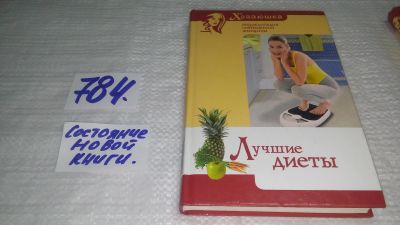 784.
Состояние
новой
книги.
Хозяюшка
Лучшие
диеты